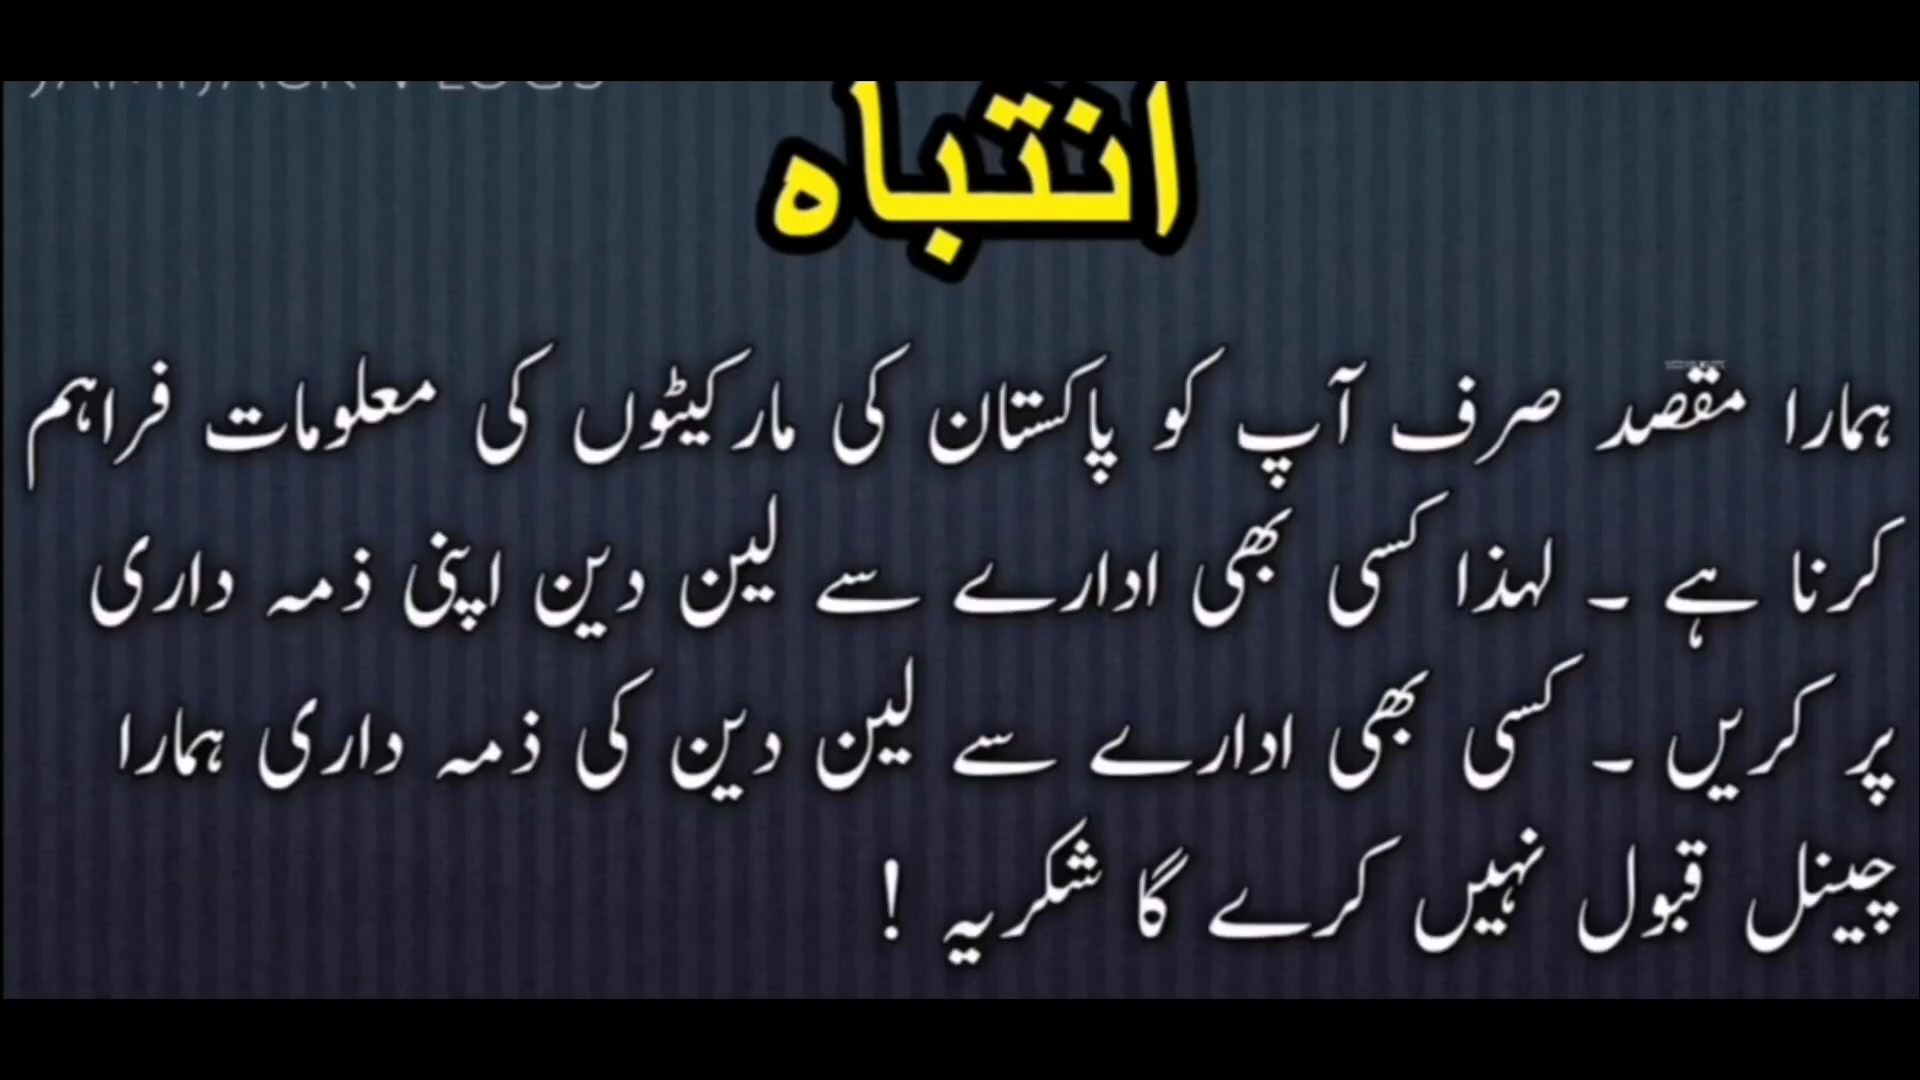 انتباہ
ہمارا مقصد صرف آپ کو پاکستان کی مارکیٹوں کی معلومات فراہم
کرنا ہے ۔ لہذا کسی بھی ادارے سے لین دین اپنی ذمہ داری
پر کریں ۔ کسی بھی ادارے سے لین دین کی ذمہ داری ہمارا
چینل قبول نہیں کرے گا شکریہ !